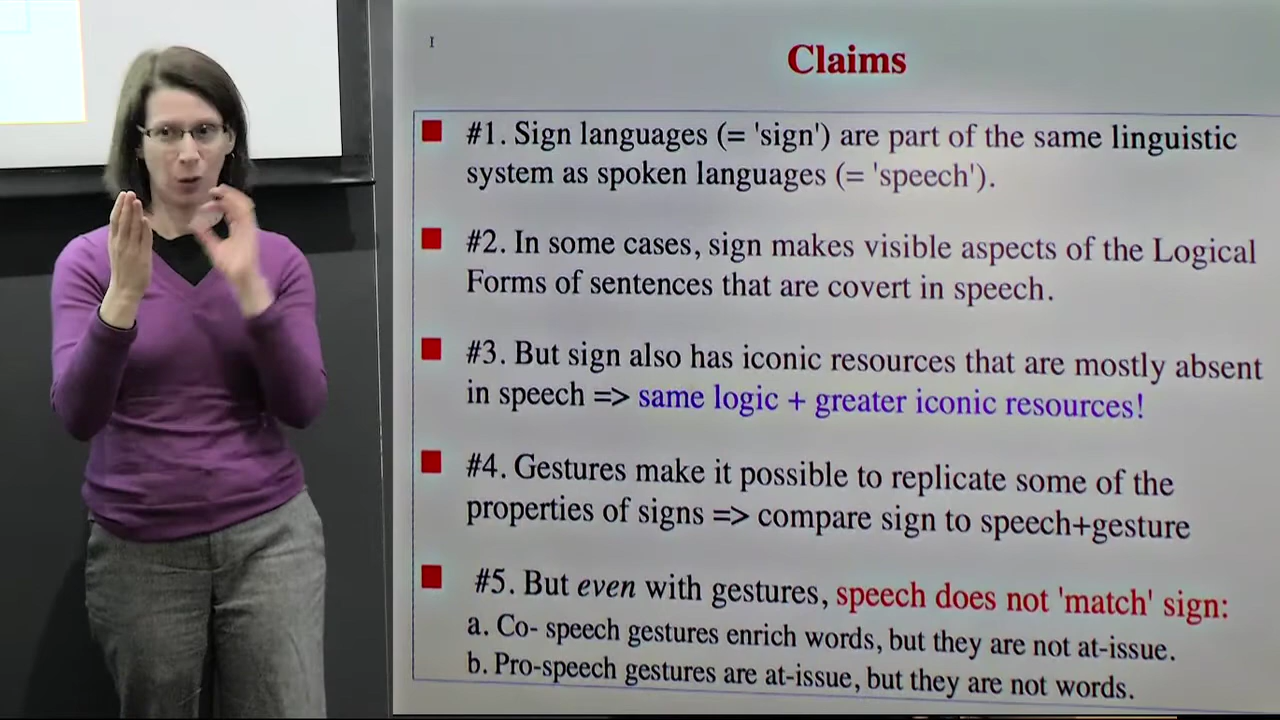 Claims
#1. Sign languages (= 'sign') are part of the same linguistic
system as spoken languages (= 'speech').
#2. In some cases, sign makes visible aspects of the Logical
Forms of sentences that are covert in speech.
#3. But sign also has iconic resources that are mostly absent
in speech => same logic + greater iconic resources!
#4. Gestures make it possible to replicate some of the
properties of signs => compare sign to speech+gesture
#5. But even with gestures, speech does not 'match' sign:
a. Co- speech gestures enrich words, but they are not at-issue.
b. Pro-speech gestures are at-issue, but they are not words.